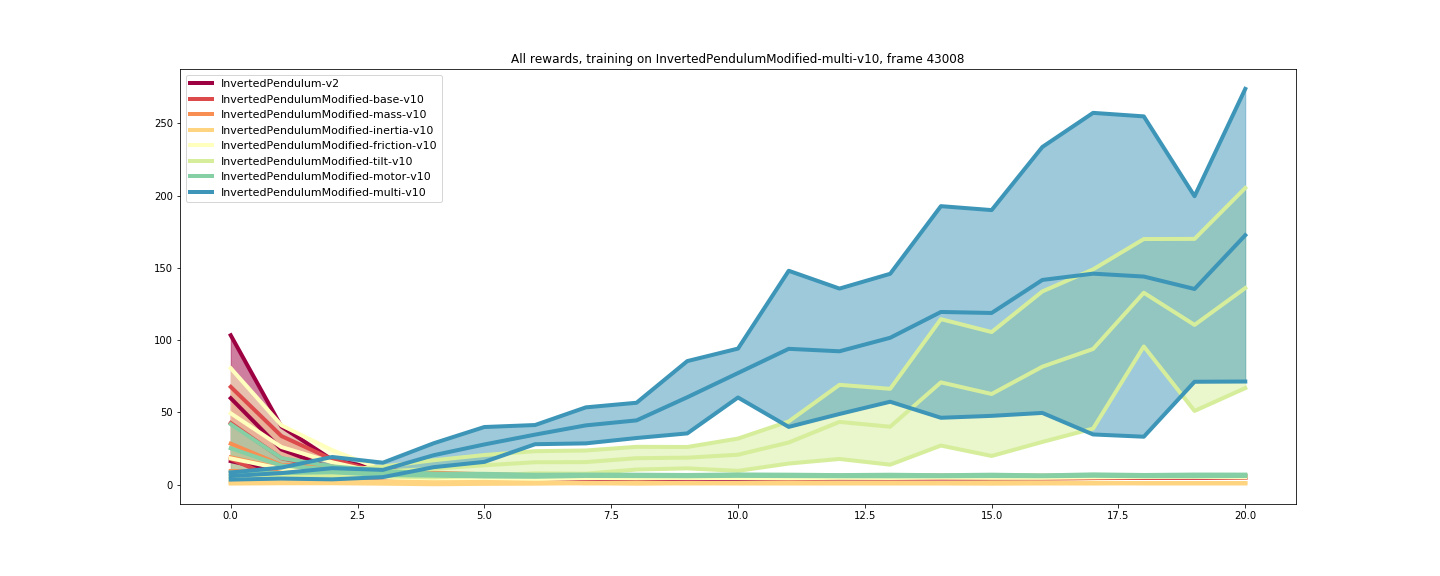 All rewards, training on InvertedPendulumModified-multi-v10, frame 43008
InvertedPendulum-v2
InvertedPendulumModified-base-v10
InvertedPendulumModified-mass-v10
InvertedPendulumModified-inertia-v10
InvertedPendulumModified-friction-v10
InvertedPendulumModified-tilt-v10
InvertedPendulumModified-motor-v10
InvertedPendulumModified-multi-v10
250
200
150
100
50
0
0.0 2.5 5.0 7.5 10.0 12.5 15.0 17.5 20.0